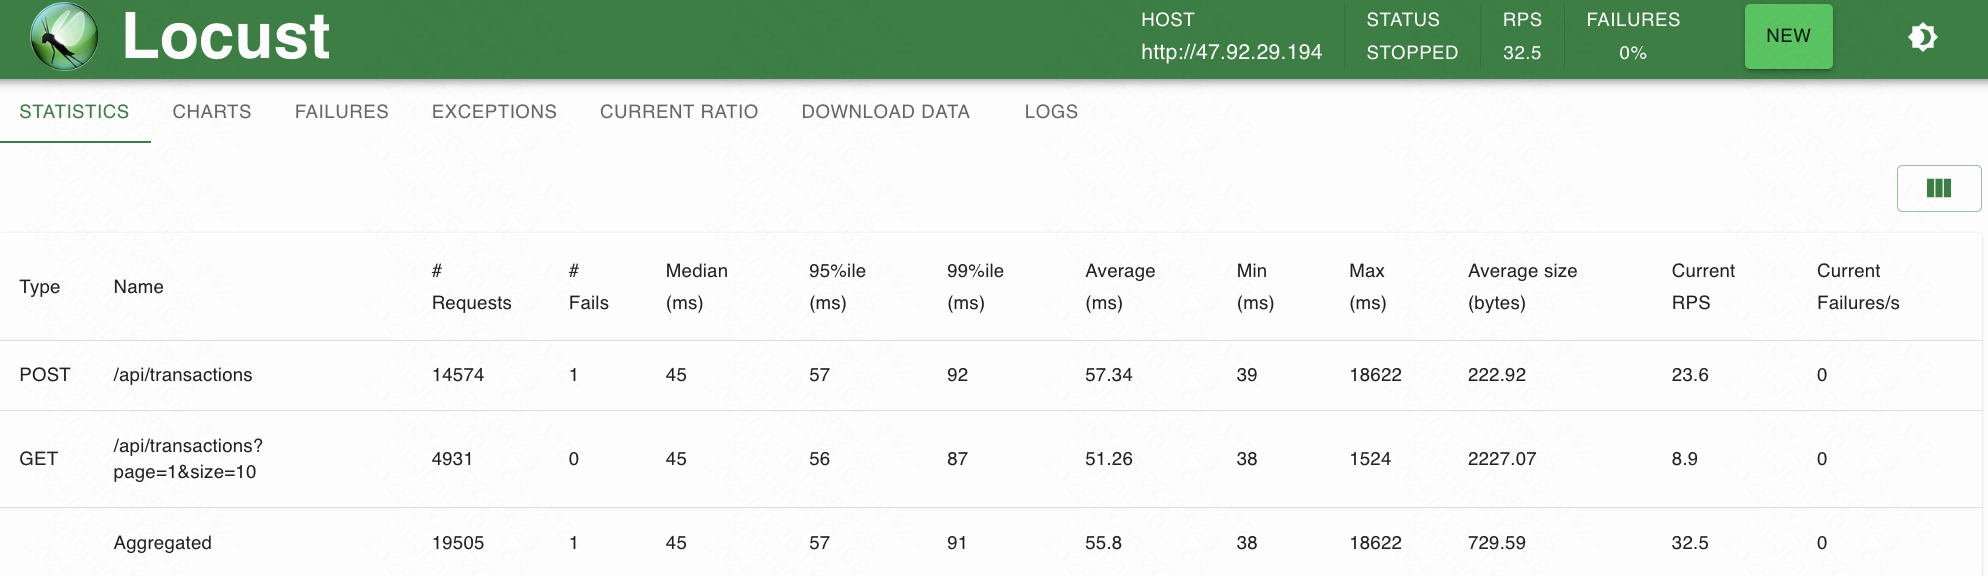 Locust
HOST
http://47.92.29.194
STATUS
STOPPED
RPS
32.5
FAILURES
0%
NEW
STATISTICS CHARTS FAILURES EXCEPTIONS CURRENT RATIO DOWNLOAD DATA LOGS
Type Name # Requests # Fails Median (ms) 95%ile (ms) 99%ile (ms) Average (ms) Min (ms) Max (ms) Average size (bytes) Current RPS Current Failures/s
POST /api/transactions 14574 1 45 57 92 57.34 39 18622 222.92 23.6 0
GET /api/transactions?page=1&size=10 4931 0 45 56 87 51.26 38 1524 2227.07 8.9 0
Aggregated 19505 1 45 57 91 55.8 38 18622 729.59 32.5 0